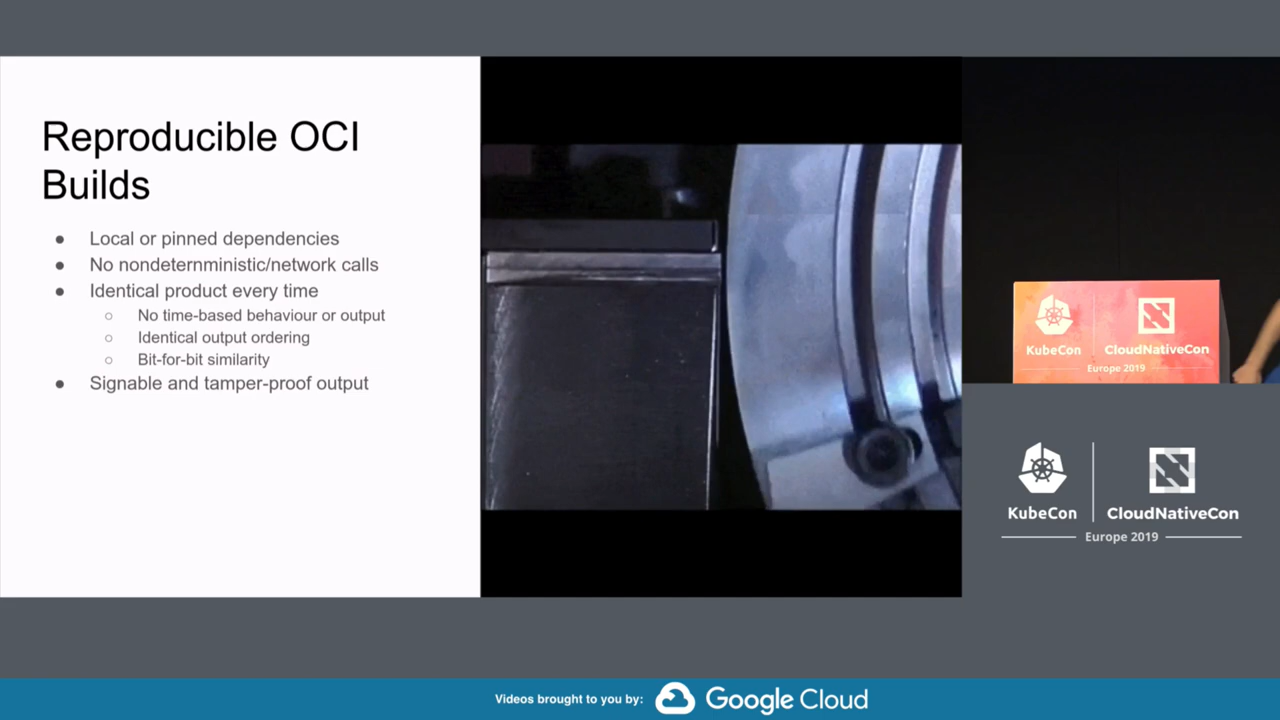 Reproducible OCI
Builds
● Local or pinned dependencies
● No nondeternministic/network calls
● Identical product every time
○ No time-based behaviour or output
○ Identical output ordering
○ Bit-for-bit similarity
● Signable and tamper-proof output
KubeCon CloudNativeCon
Europe 2019
KubeCon CloudNativeCon
Europe 2019
Videos brought to you by: Google Cloud